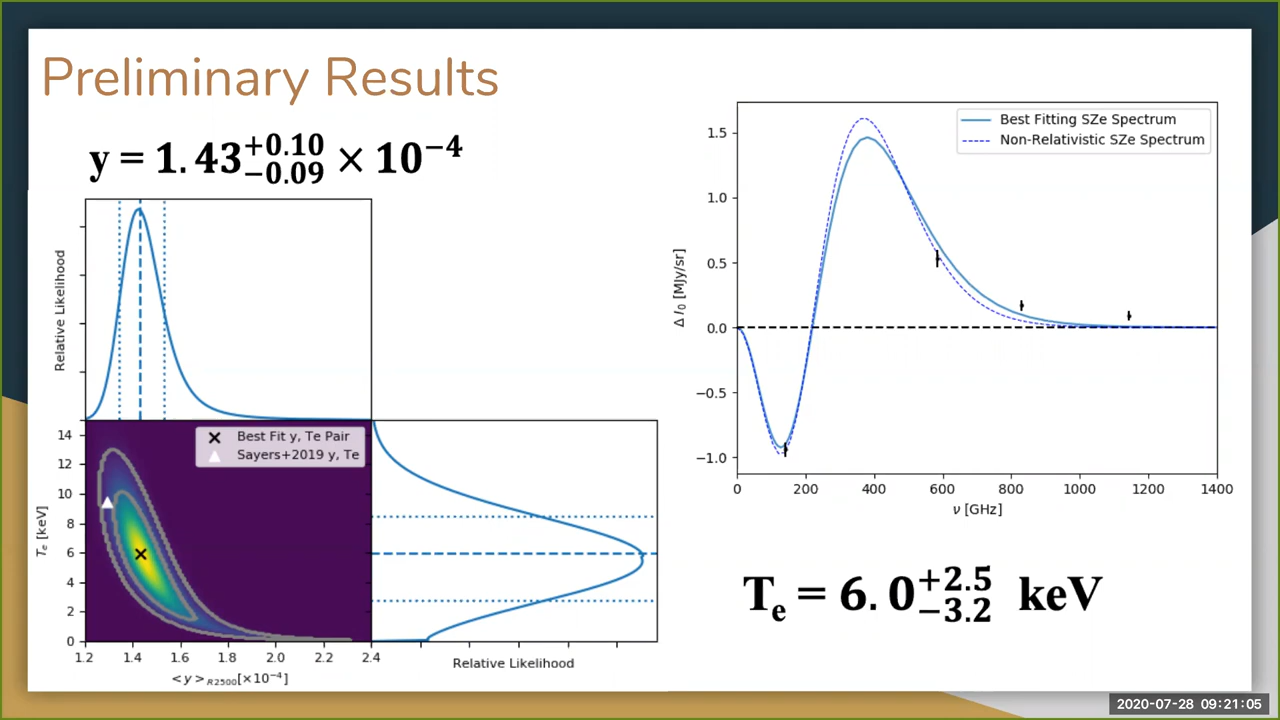 Preliminary Results
y = 1.43 +0.10 −0.09 × 10−4
Relative Likelihood
14
12
10
8
6
4
2
0
Te [keV]
Best Fit y, Te Pair
Sayers+2019 y, Te
1.2 1.4 1.6 1.8 2.0 2.2 2.4
<y>R2500[×10−4]
Relative Likelihood
Best Fitting SZe Spectrum
Non-Relativistic SZe Spectrum
1.5
1.0
0.5
0.0
−0.5
−1.0
Δ I0 [MJy/sr]
0 200 400 600 800 1000 1200 1400
ν [GHz]
Te = 6.0 +2.5 −3.2 keV
2020-07-28 09:21:05